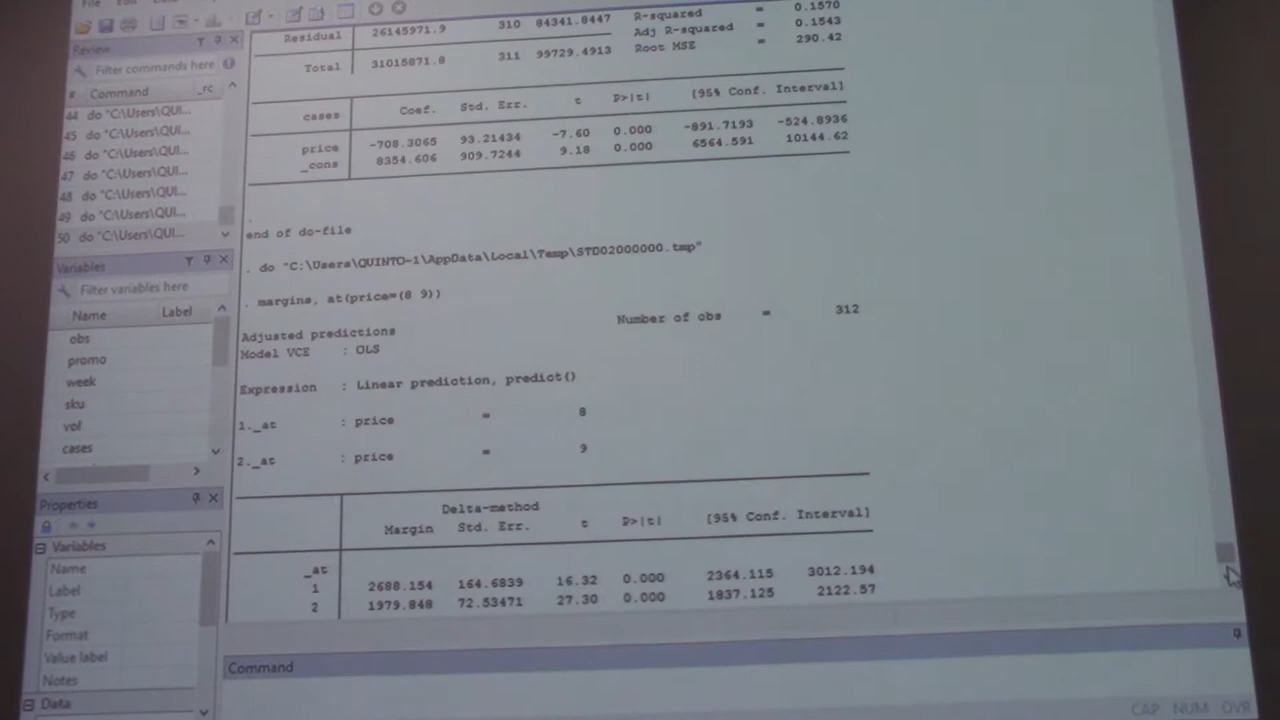 File Edit
Review
Filter commands here
# Command _rc
44 do "C:\Users\QUI...
45 do "C:\Users\QUI...
46 do "C:\Users\QUI...
47 do "C:\Users\QUI...
48 do "C:\Users\QUI...
49 do "C:\Users\QUI...
50 do "C:\Users\QUI...
Variables
Filter variables here
Name Label
obs
promo
week
sku
vol
cases
Properties
Variables
Name
Label
Type
Format
Value label
Notes
Data
Residual 26145971.9 310 84341.8447 R-squared = 0.1570
Adj R-squared = 0.1543
Total 31015871.8 311 99729.4913 Root MSE = 290.42
cases Coef. Std. Err. t P>|t| [95% Conf. Interval]
price -708.3065 93.21434 -7.60 0.000 -891.7193 -524.8936
_cons 8354.606 909.7244 9.18 0.000 6564.591 10144.62
.
end of do-file
. do "C:\Users\QUINTO~1\AppData\Local\Temp\STD02000000.tmp"
. margins, at(price=(8 9))
Adjusted predictions Number of obs = 312
Model VCE : OLS
Expression : Linear prediction, predict()
1._at : price = 8
2._at : price = 9
Delta-method
Margin Std. Err. t P>|t| [95% Conf. Interval]
_at
1 2688.154 164.6839 16.32 0.000 2364.115 3012.194
2 1979.848 72.53471 27.30 0.000 1837.125 2122.57
Command
CAP NUM OVR